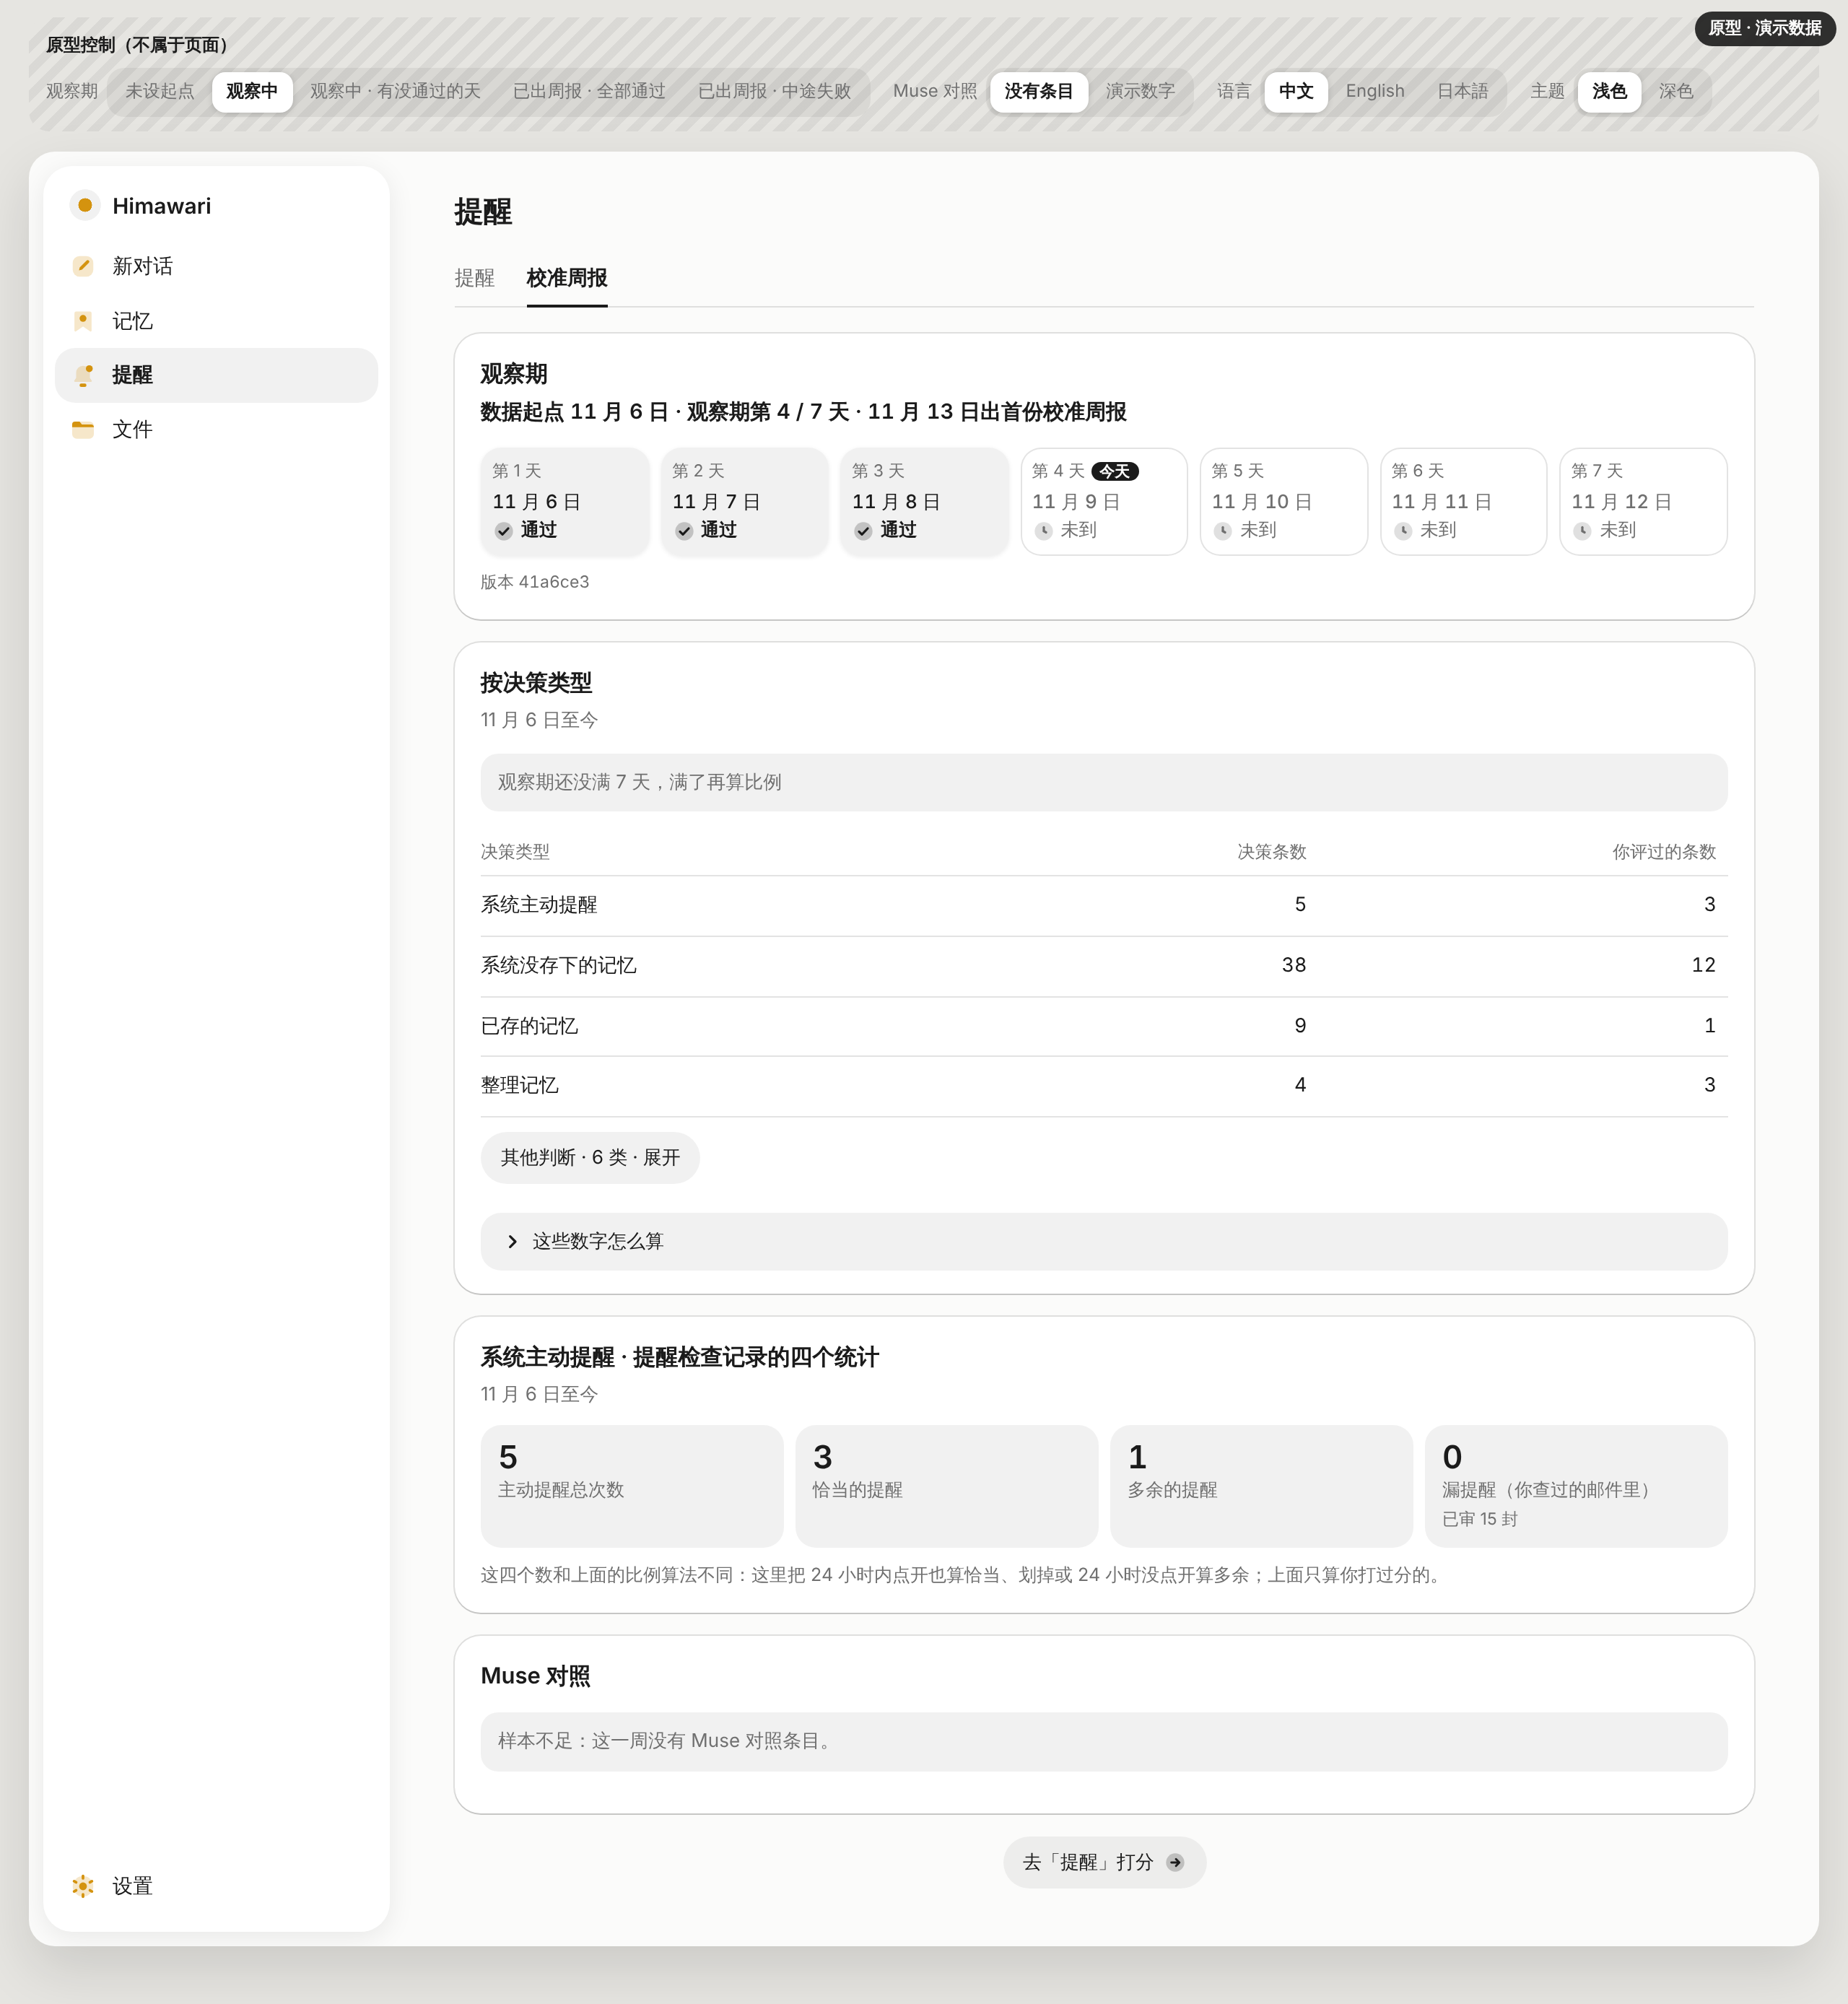 原型 · 演示数据
原型控制（不属于页面）
观察期 未设起点 观察中 观察中 · 有没通过的天 已出周报 · 全部通过 已出周报 · 中途失败 Muse 对照 没有条目 演示数字 语言 中文 English 日本語 主题 浅色 深色
Himawari
新对话
记忆
提醒
文件
设置
提醒
提醒 校准周报
观察期
数据起点 11 月 6 日 · 观察期第 4 / 7 天 · 11 月 13 日出首份校准周报
第 1 天
11 月 6 日
通过
第 2 天
11 月 7 日
通过
第 3 天
11 月 8 日
通过
第 4 天 今天
11 月 9 日
未到
第 5 天
11 月 10 日
未到
第 6 天
11 月 11 日
未到
第 7 天
11 月 12 日
未到
版本 41a6ce3
按决策类型
11 月 6 日至今
观察期还没满 7 天，满了再算比例
决策类型 决策条数 你评过的条数
系统主动提醒 5 3
系统没存下的记忆 38 12
已存的记忆 9 1
整理记忆 4 3
其他判断 · 6 类 · 展开
这些数字怎么算
系统主动提醒 · 提醒检查记录的四个统计
11 月 6 日至今
5
主动提醒总次数
3
恰当的提醒
1
多余的提醒
0
漏提醒（你查过的邮件里）
已审 15 封
这四个数和上面的比例算法不同：这里把 24 小时内点开也算恰当、划掉或 24 小时没点开算多余；上面只算你打过分的。
Muse 对照
样本不足：这一周没有 Muse 对照条目。
去「提醒」打分